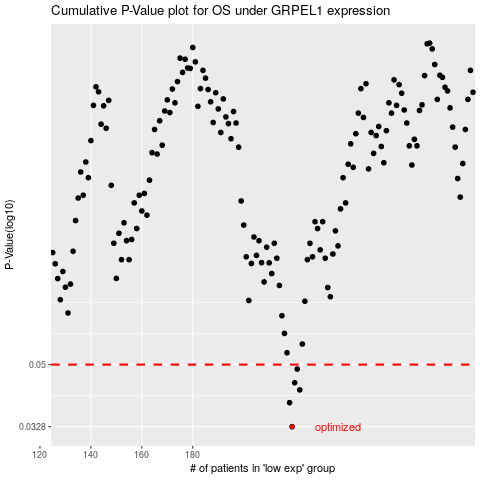 Cumulative P-Value plot for OS under GRPEL1 expression
P-Value(log10)
0.05
0.0328
optimized
120 140 160 180
# of patients in 'low exp' group